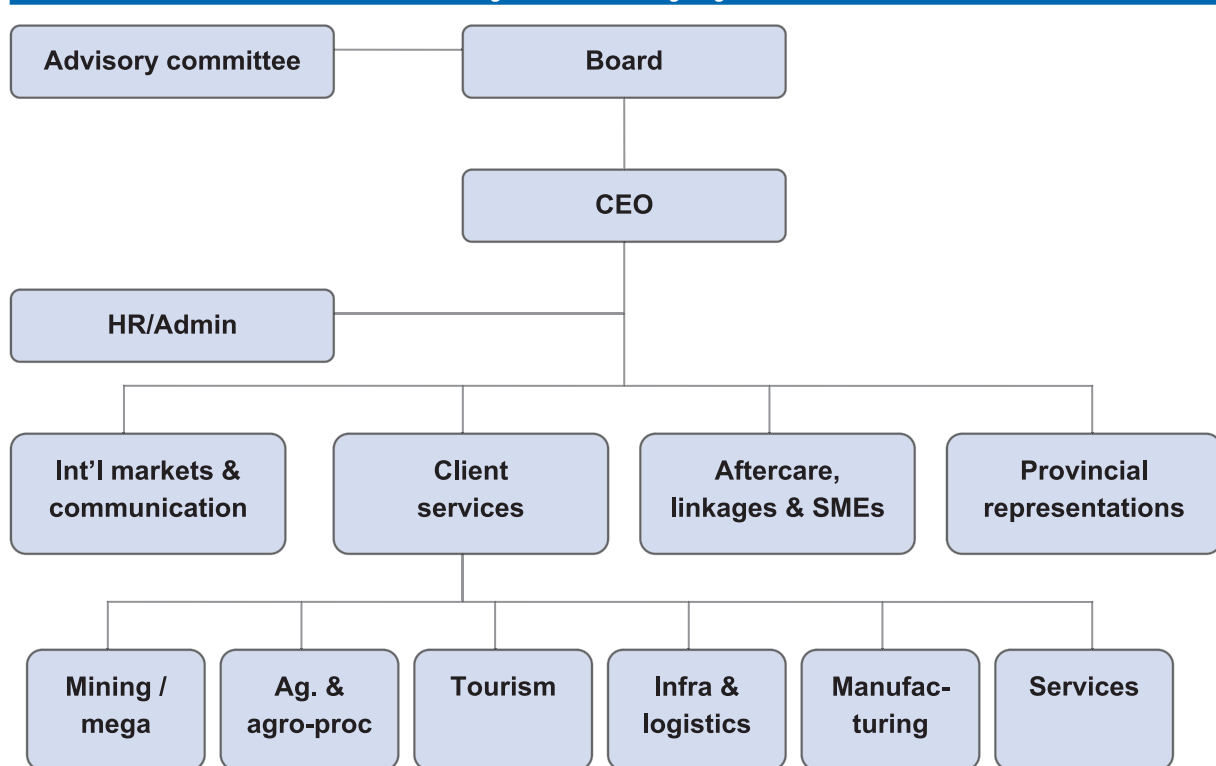 Advisory committee
Board
CEO
HR/Admin
Int'l markets &
communication
Client
services
Aftercare,
linkages & SMEs
Provincial
representations
Mining /
mega
Ag. &
agro-proc
Tourism
Infra &
logistics
Manufac-
turing
Services